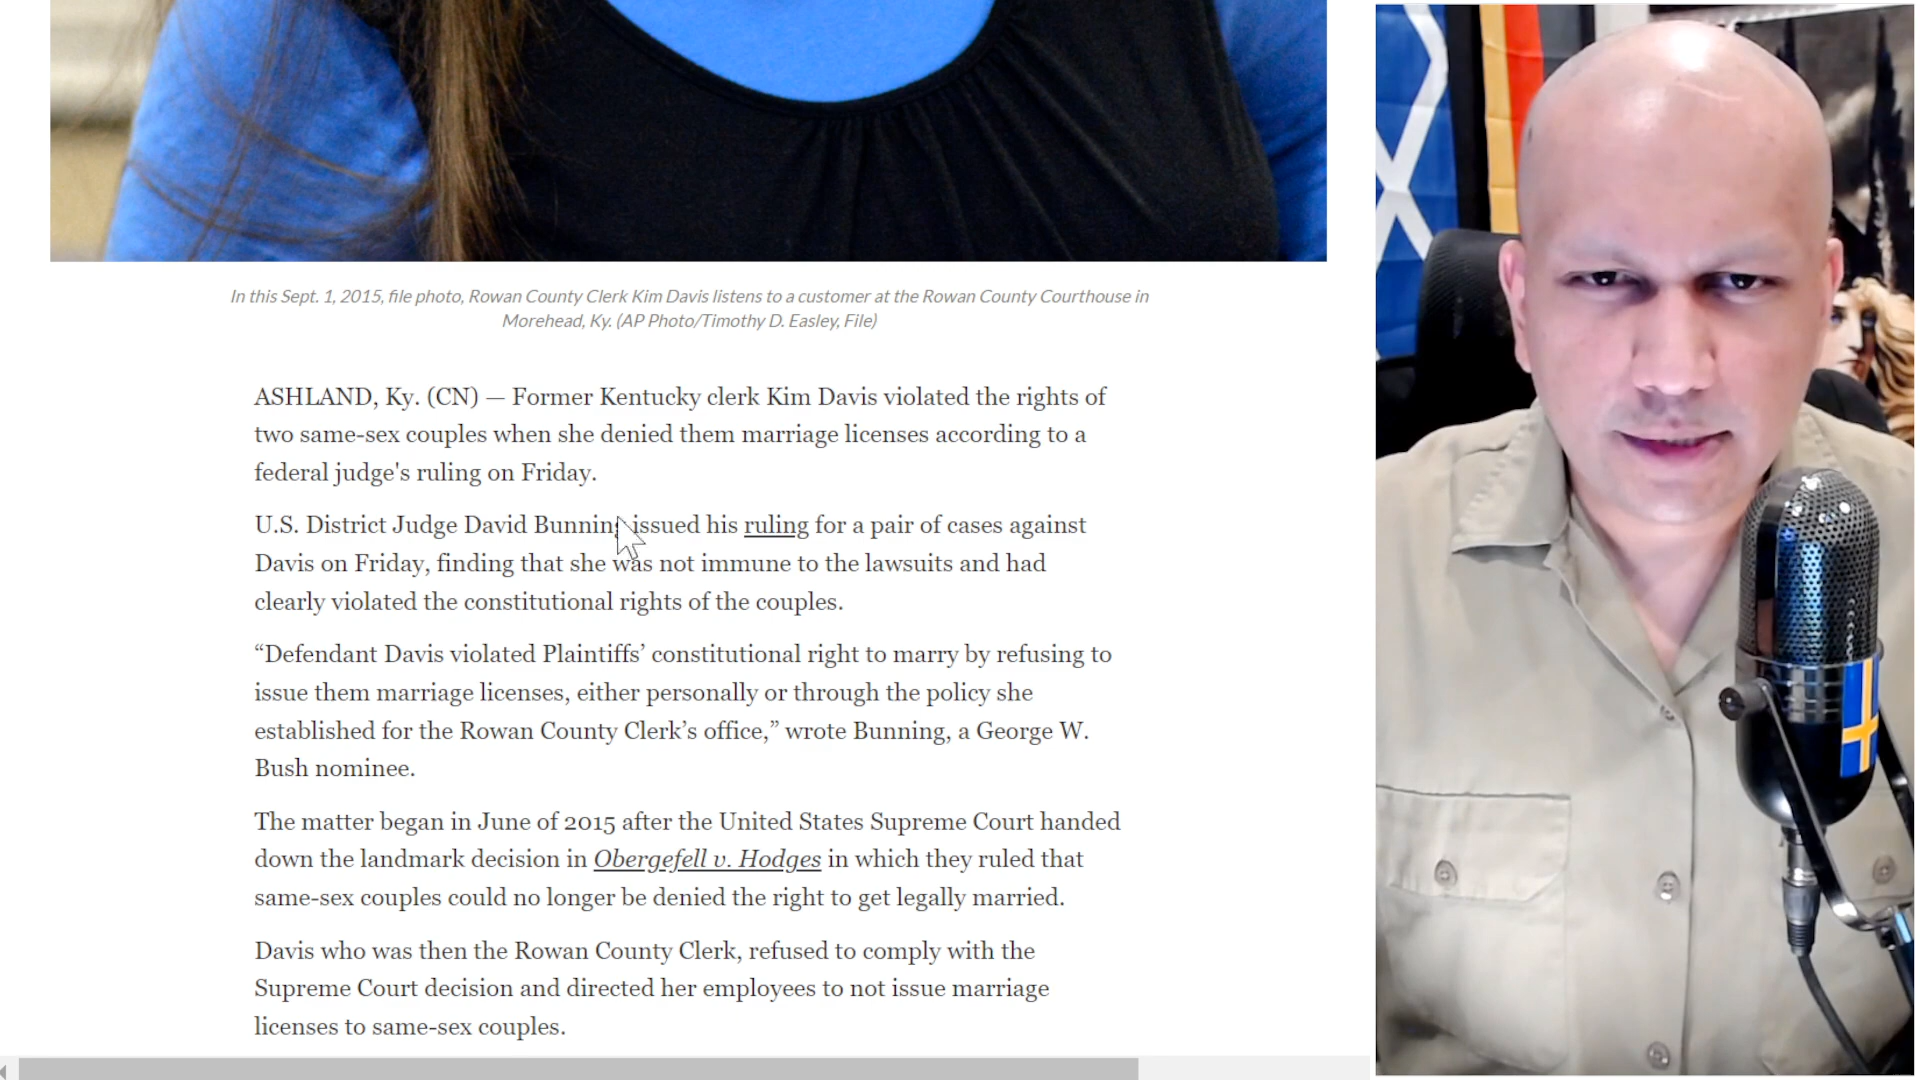 In this Sept. 1, 2015, file photo, Rowan County Clerk Kim Davis listens to a customer at the Rowan County Courthouse in
Morehead, Ky. (AP Photo/Timothy D. Easley, File)
ASHLAND, Ky. (CN) — Former Kentucky clerk Kim Davis violated the rights of
two same-sex couples when she denied them marriage licenses according to a
federal judge's ruling on Friday.
U.S. District Judge David Bunning issued his ruling for a pair of cases against
Davis on Friday, finding that she was not immune to the lawsuits and had
clearly violated the constitutional rights of the couples.
“Defendant Davis violated Plaintiffs’ constitutional right to marry by refusing to
issue them marriage licenses, either personally or through the policy she
established for the Rowan County Clerk’s office,” wrote Bunning, a George W.
Bush nominee.
The matter began in June of 2015 after the United States Supreme Court handed
down the landmark decision in Obergefell v. Hodges in which they ruled that
same-sex couples could no longer be denied the right to get legally married.
Davis who was then the Rowan County Clerk, refused to comply with the
Supreme Court decision and directed her employees to not issue marriage
licenses to same-sex couples.